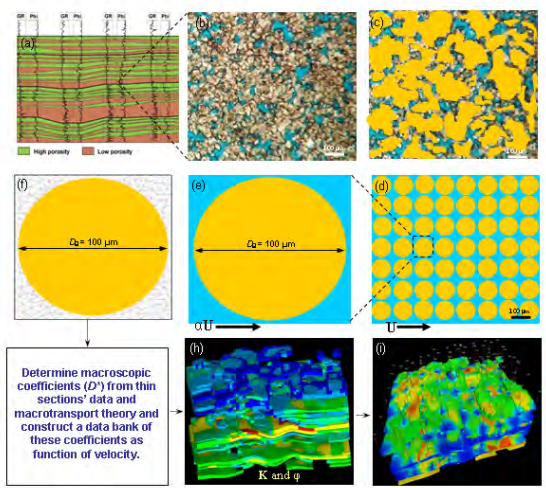 GR Phi GR Phi GR Phi GR Phi
(a)
High porosity Low porosity
(b)
100 µm
(c)
100 µm
(f)
D = 100 µm
(e)
D = 100 µm
αU
(d)
100 µm
U
Determine macroscopic
coefficients (D*) from thin
sections' data and
macrotransport theory and
construct a data bank of
these coefficients as
function of velocity.
(h)
K and φ
(i)